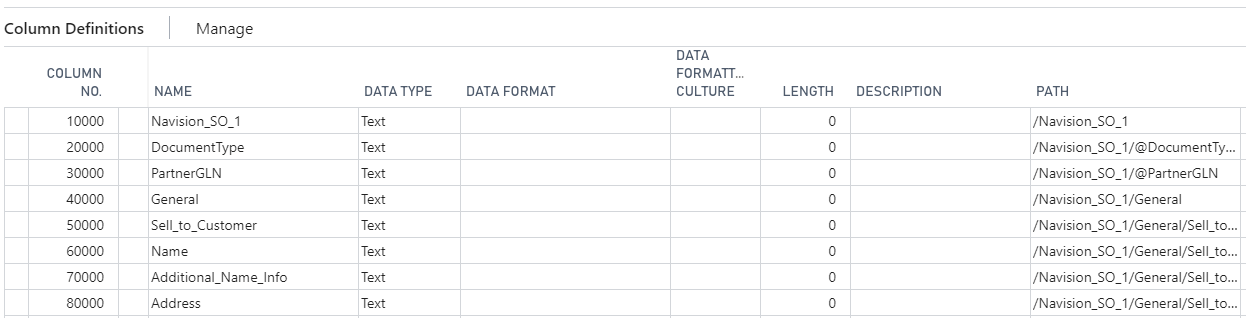 Column Definitions Manage
COLUMN NO. NAME DATA TYPE DATA FORMAT DATA FORMATT... CULTURE LENGTH DESCRIPTION PATH
10000 Navision_SO_1 Text 0 /Navision_SO_1
20000 DocumentType Text 0 /Navision_SO_1/@DocumentTy...
30000 PartnerGLN Text 0 /Navision_SO_1/@PartnerGLN
40000 General Text 0 /Navision_SO_1/General
50000 Sell_to_Customer Text 0 /Navision_SO_1/General/Sell_to...
60000 Name Text 0 /Navision_SO_1/General/Sell_to...
70000 Additional_Name_Info Text 0 /Navision_SO_1/General/Sell_to...
80000 Address Text 0 /Navision_SO_1/General/Sell_to...